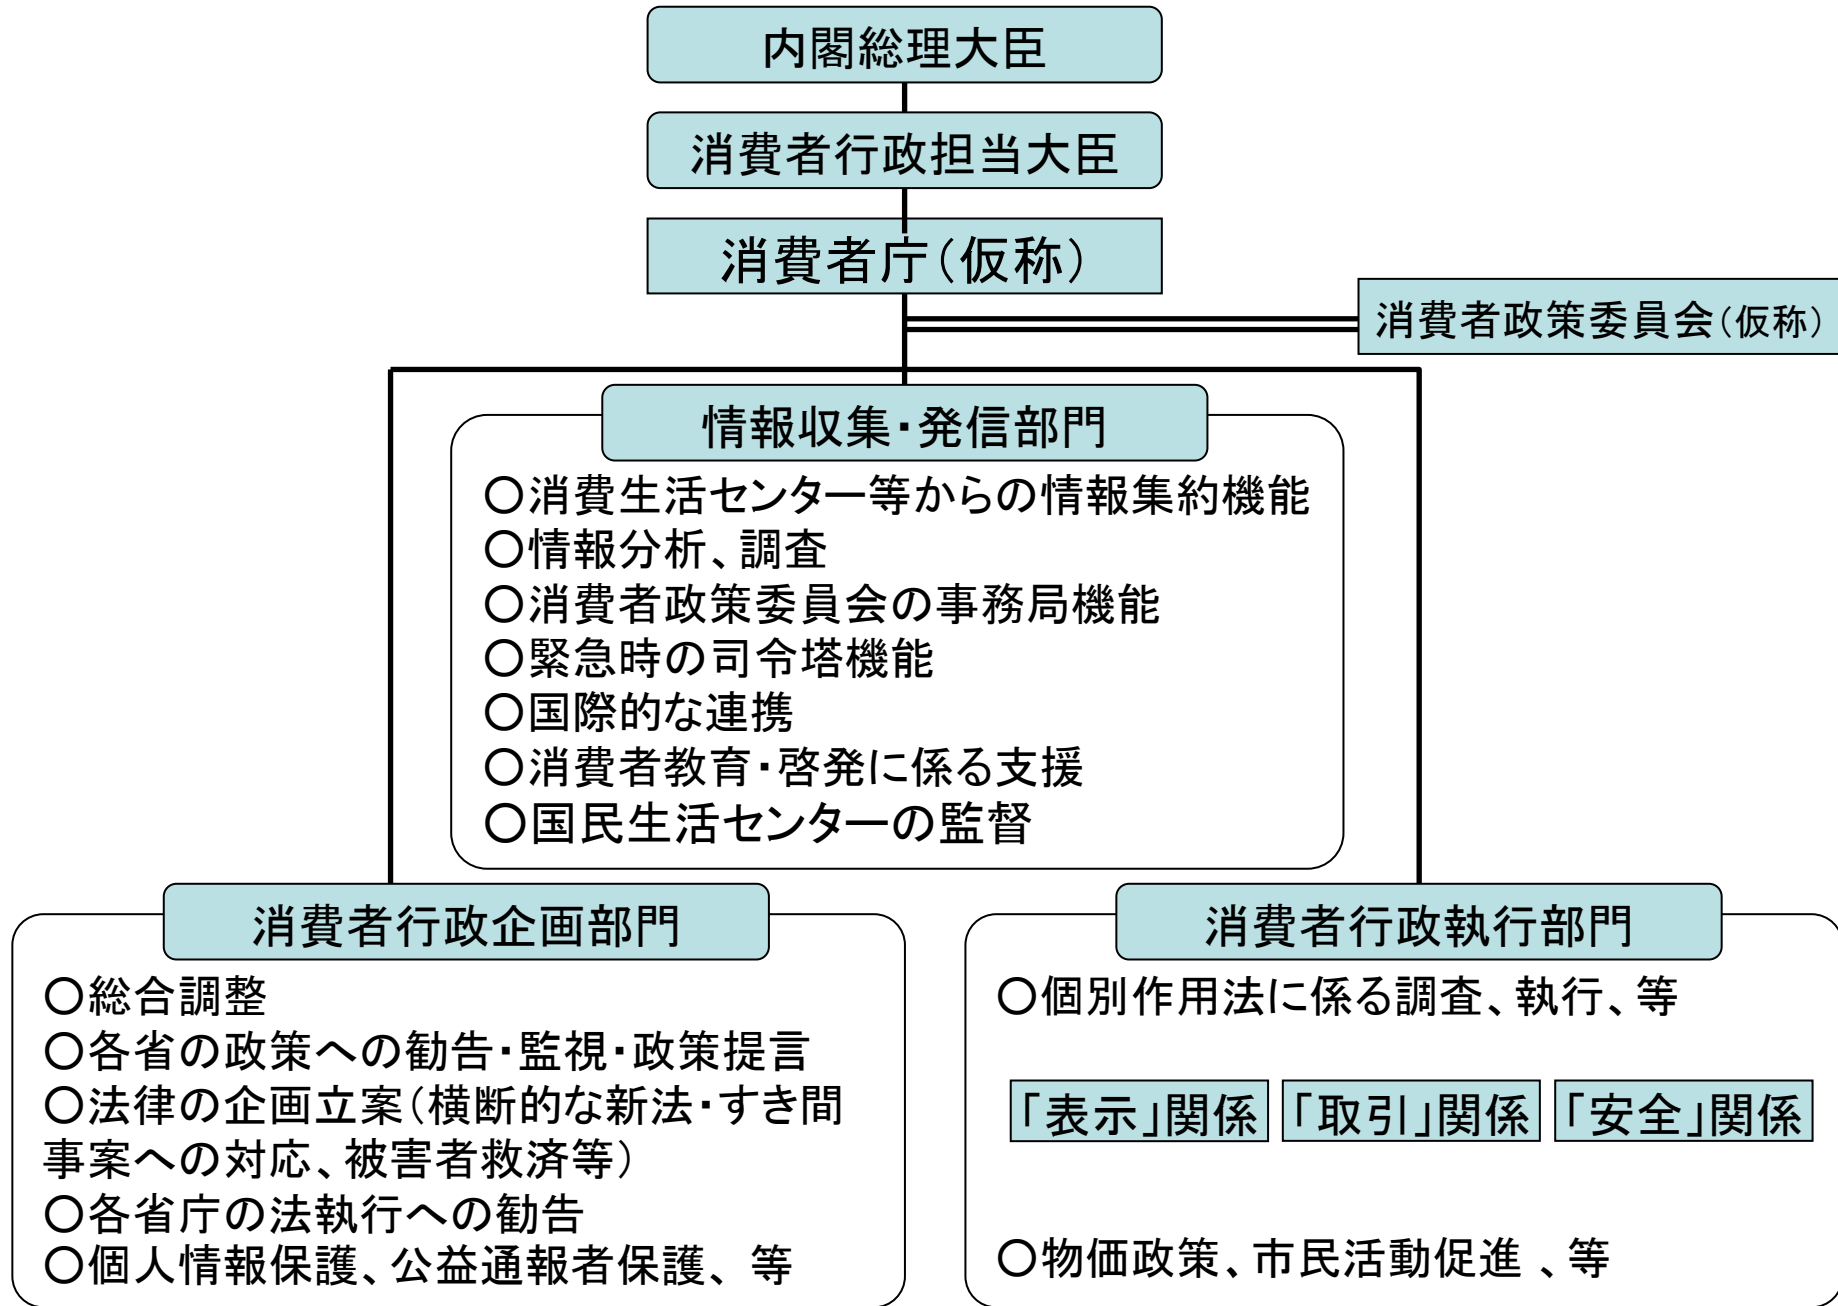 内閣総理大臣
消費者行政担当大臣
消費者庁（仮称）
消費者政策委員会（仮称）
情報収集・発信部門
○消費生活センター等からの情報集約機能
○情報分析、調査
○消費者政策委員会の事務局機能
○緊急時の司令塔機能
○国際的な連携
○消費者教育・啓発に係る支援
○国民生活センターの監督
消費者行政企画部門
○総合調整
○各省の政策への勧告・監視・政策提言
○法律の企画立案（横断的な新法・すき間
事案への対応、被害者救済等）
○各省庁の法執行への勧告
○個人情報保護、公益通報者保護、等
消費者行政執行部門
○個別作用法に係る調査、執行、等
「表示」関係
「取引」関係
「安全」関係
○物価政策、市民活動促進 、等